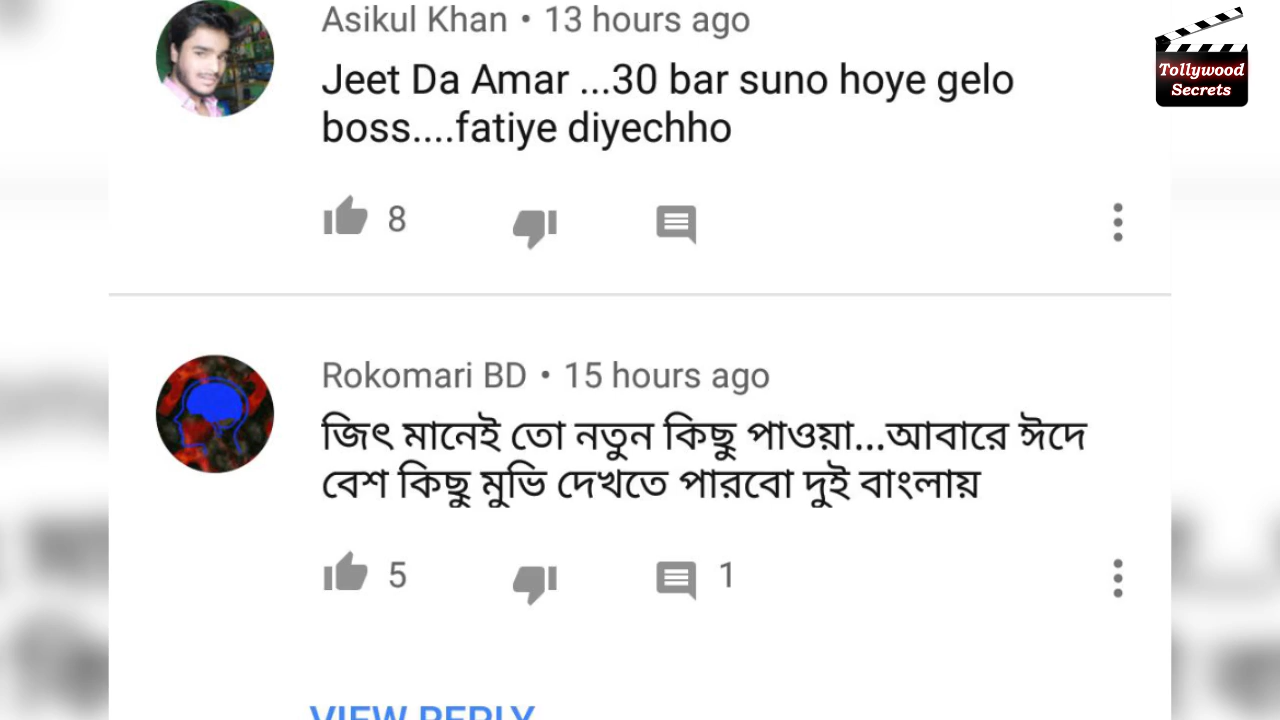 Asikul Khan • 13 hours ago
Jeet Da Amar ...30 bar suno hoye gelo
boss....fatiye diyechho
8
Tollywood
Secrets
Rokomari BD • 15 hours ago
জিৎ মানেই তো নতুন কিছু পাওয়া...আবারে ঈদে
বেশ কিছু মুভি দেখতে পারবো দুই বাংলায়
5
1
VIEW REPLY